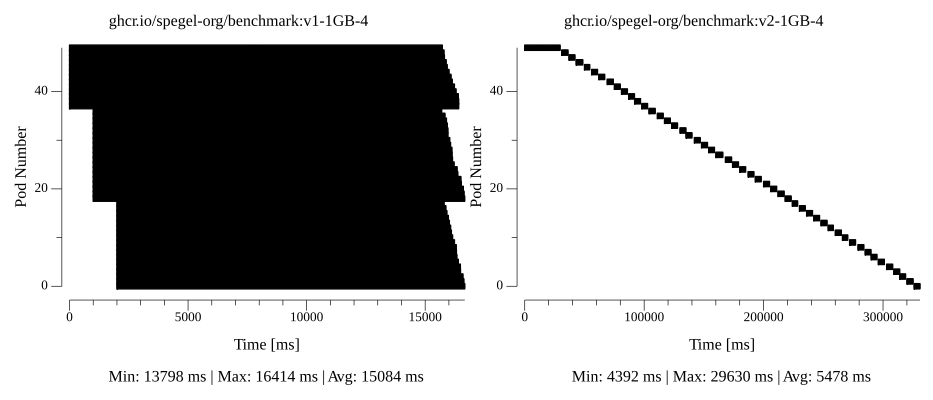 ghcr.io/spegel-org/benchmark:v1-1GB-4
Pod Number
40
20
0
0 5000 10000 15000
Time [ms]
Min: 13798 ms | Max: 16414 ms | Avg: 15084 ms
ghcr.io/spegel-org/benchmark:v2-1GB-4
Pod Number
40
20
0
0 100000 200000 300000
Time [ms]
Min: 4392 ms | Max: 29630 ms | Avg: 5478 ms